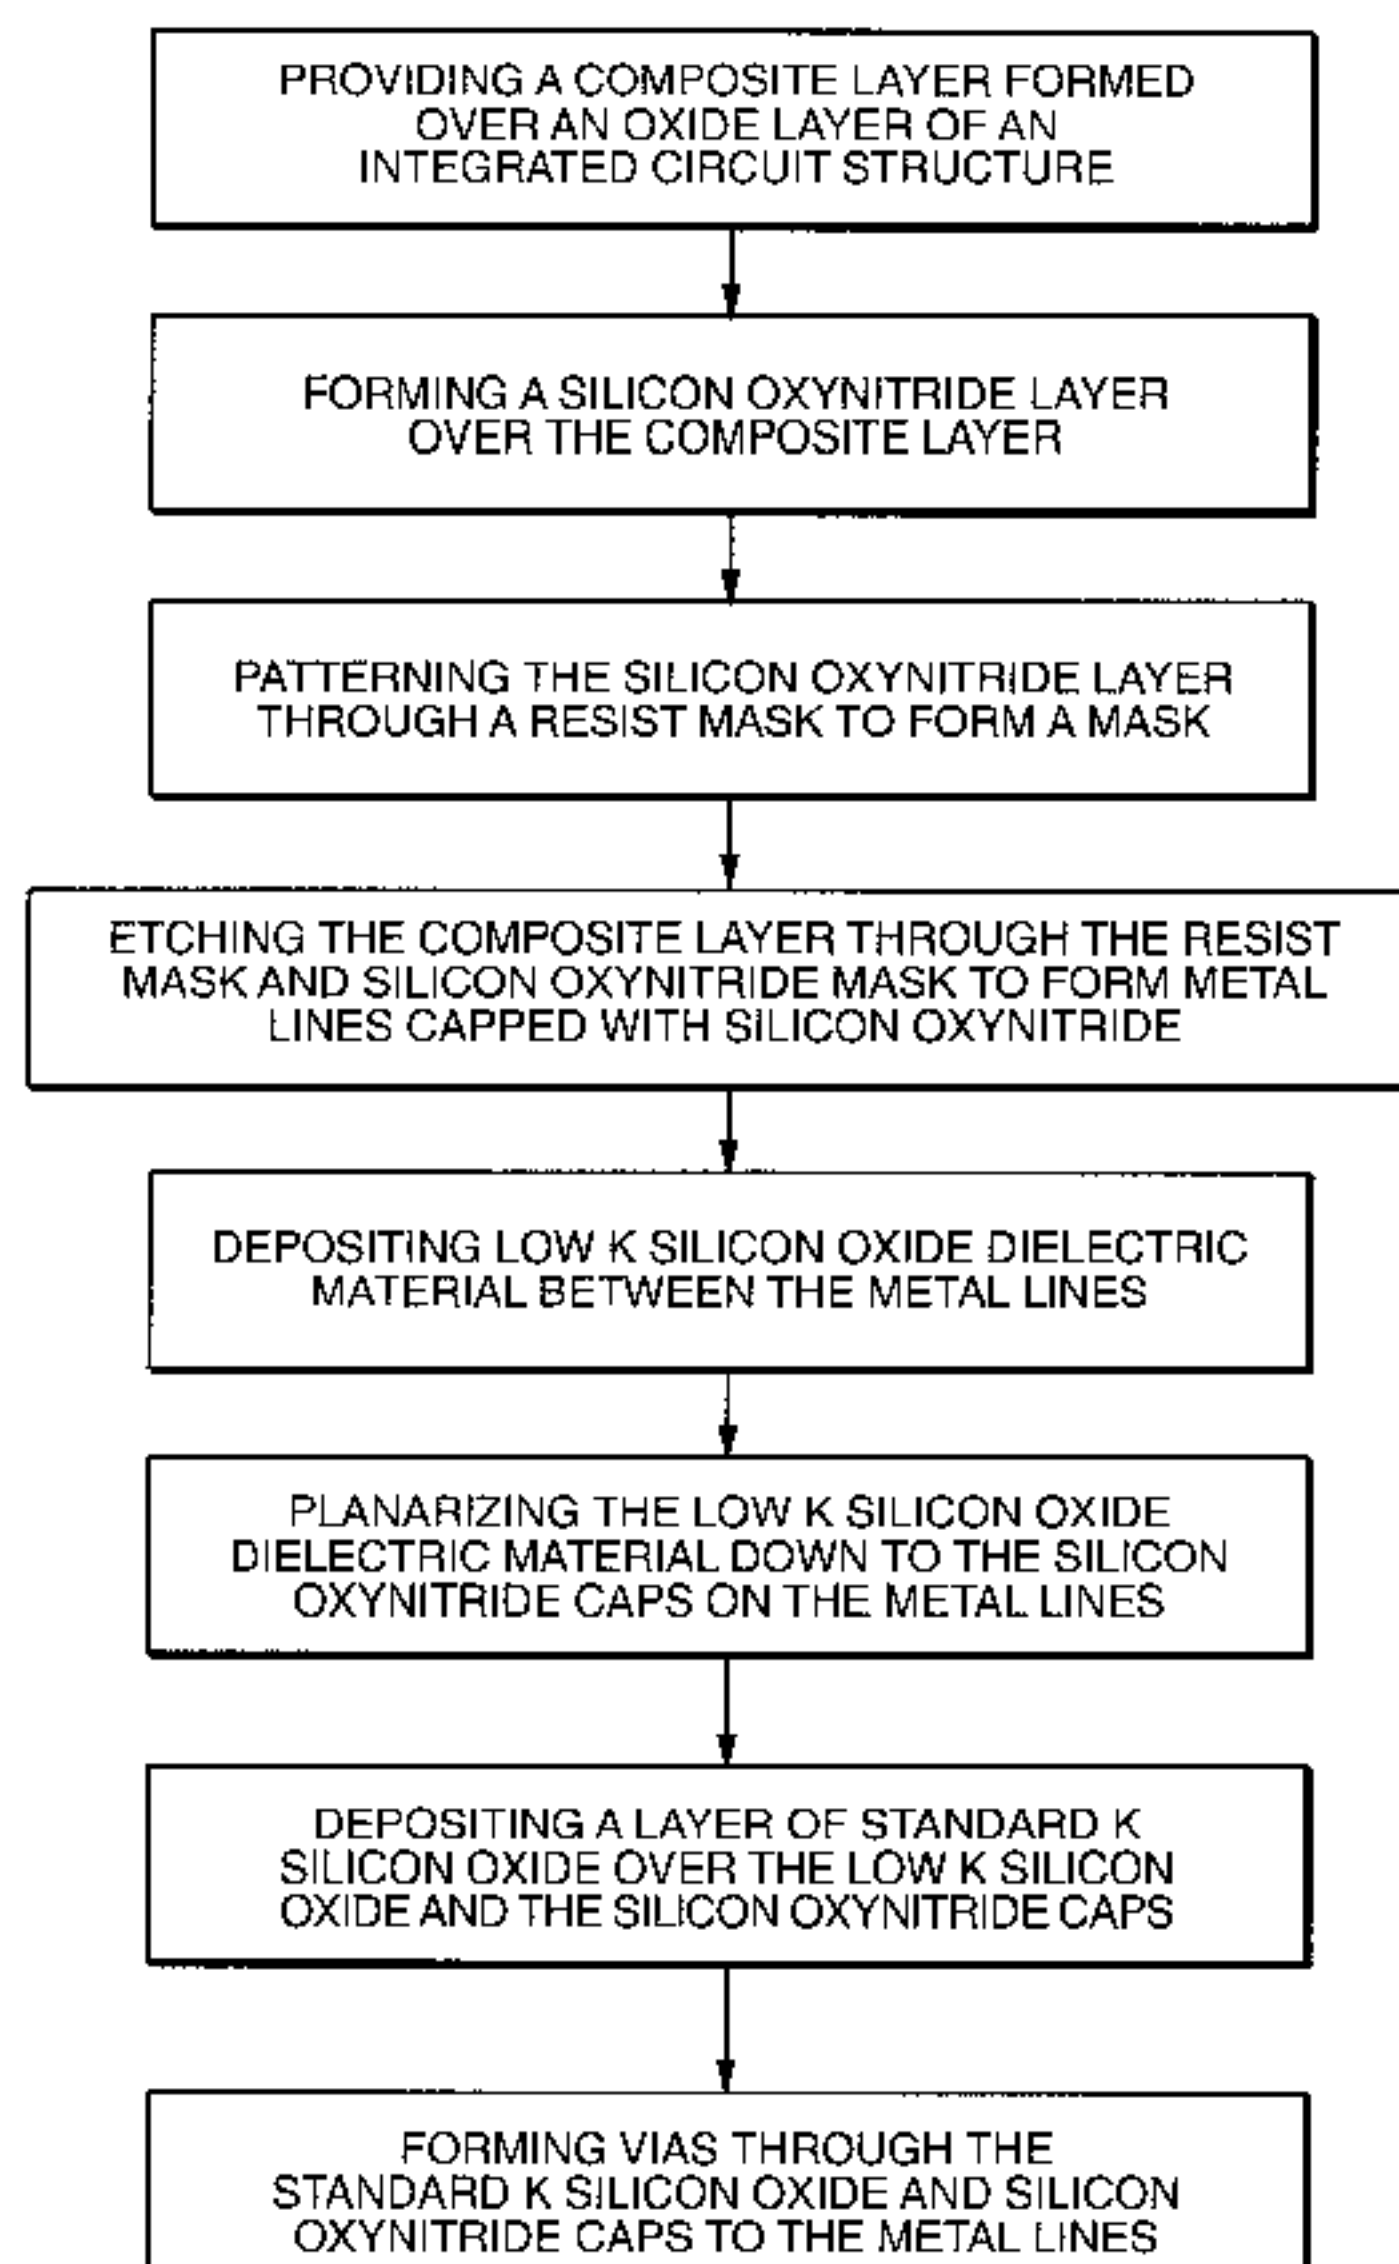 PROVIDING A COMPOSITE LAYER FORMED
OVER AN OXIDE LAYER OF AN
INTEGRATED CIRCUIT STRUCTURE
FORMING A SILICON OXYNITRIDE LAYER
OVER THE COMPOSITE LAYER
PATTERNING THE SILICON OXYNITRIDE LAYER
THROUGH A RESIST MASK TO FORM A MASK
ETCHING THE COMPOSITE LAYER THROUGH THE RESIST
MASK AND SILICON OXYNITRIDE MASK TO FORM METAL
LINES CAPPED WITH SILICON OXYNITRIDE
DEPOSITING LOW K SILICON OXIDE DIELECTRIC
MATERIAL BETWEEN THE METAL LINES
PLANARIZING THE LOW K SILICON OXIDE
DIELECTRIC MATERIAL DOWN TO THE SILICON
OXYNITRIDE CAPS ON THE METAL LINES
DEPOSITING A LAYER OF STANDARD K
SILICON OXIDE OVER THE LOW K SILICON
OXIDE AND THE SILICON OXYNITRIDE CAPS
FORMING VIAS THROUGH THE
STANDARD K SILICON OXIDE AND SILICON
OXYNITRIDE CAPS TO THE METAL LINES